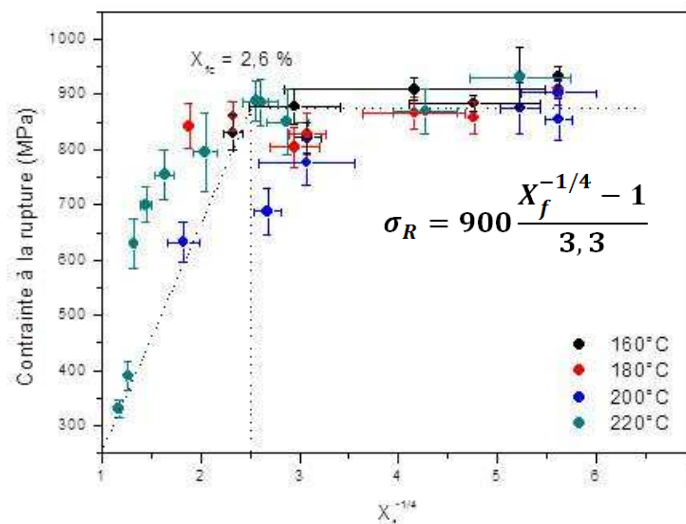 1000
900
800
700
600
500
400
300
Contrainte à la rupture (MPa)
X_fc = 2,6 %
σ_R = 900 (X_f^{-1/4} − 1) / 3,3
160°C
180°C
200°C
220°C
1 2 3 4 5 6
X_f^{-1/4}